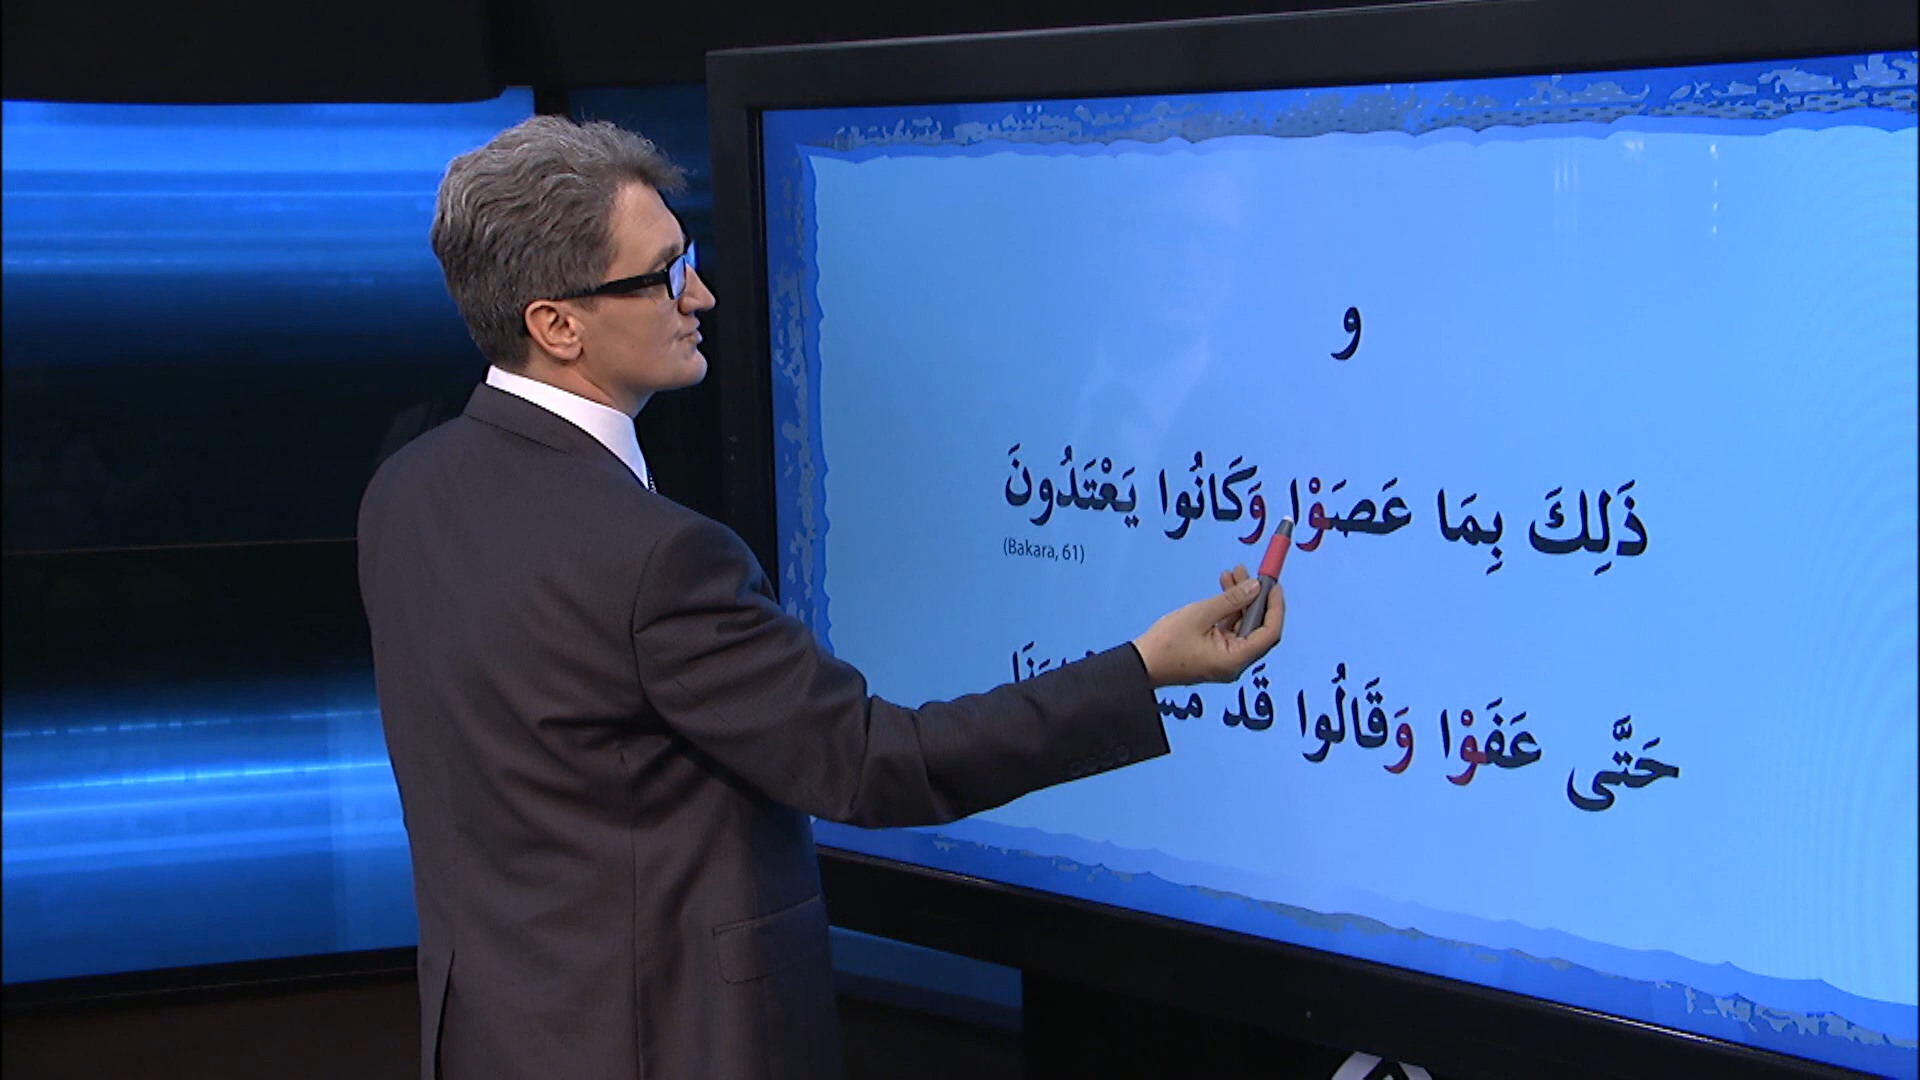 و
ذَلِكَ بِمَا عَصَوْا وَكَانُوا يَعْتَدُونَ
(Bakara, 61)
حَتَّى عَفَوْا وَقَالُوا قَدْ